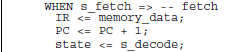 WHEN s_fetch => -- fetch
IR <= memory_data;
PC <= PC + 1;
state <= s_decode;